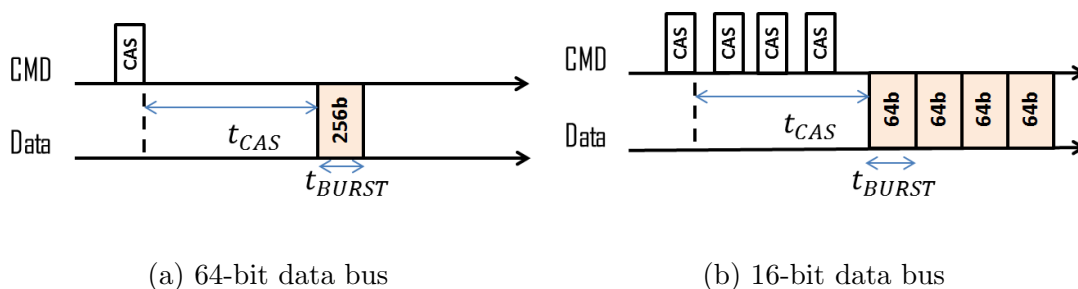 CAS
CMD
256b
t_CAS
Data
t_BURST
(a) 64-bit data bus
CAS CAS CAS CAS
CMD
64b 64b 64b 64b
t_CAS
Data
t_BURST
(b) 16-bit data bus